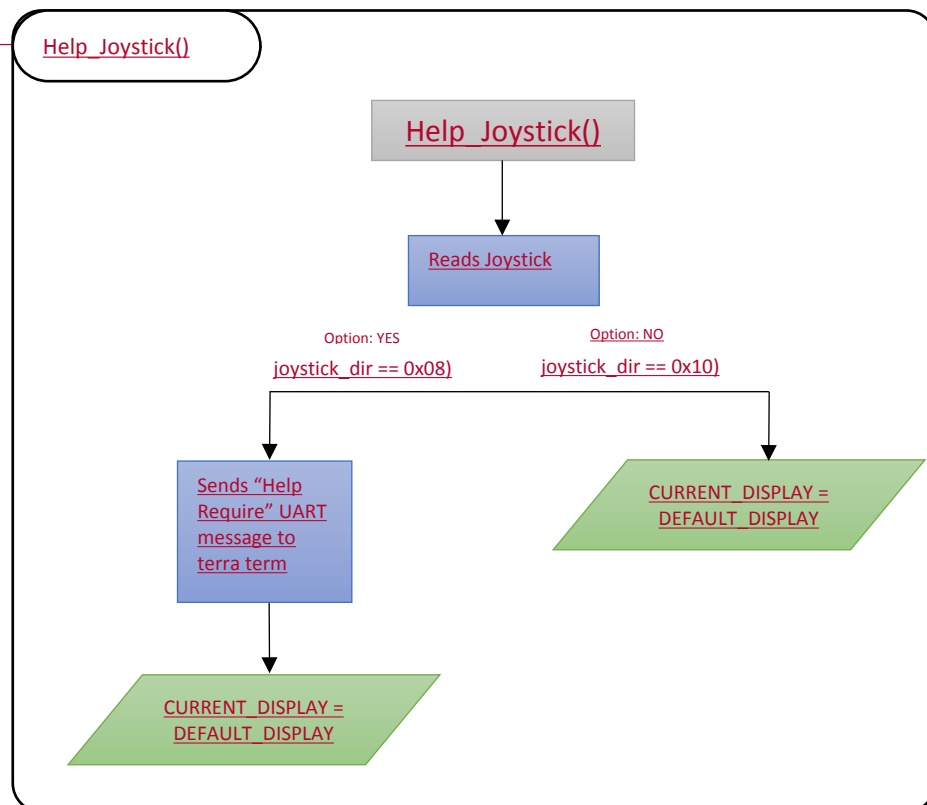 Help_Joystick()
Help_Joystick()
Reads Joystick
Option: YES
joystick_dir == 0x08)
Option: NO
joystick_dir == 0x10)
Sends “Help
Require” UART
message to
terra term
CURRENT_DISPLAY =
DEFAULT_DISPLAY
CURRENT_DISPLAY =
DEFAULT_DISPLAY